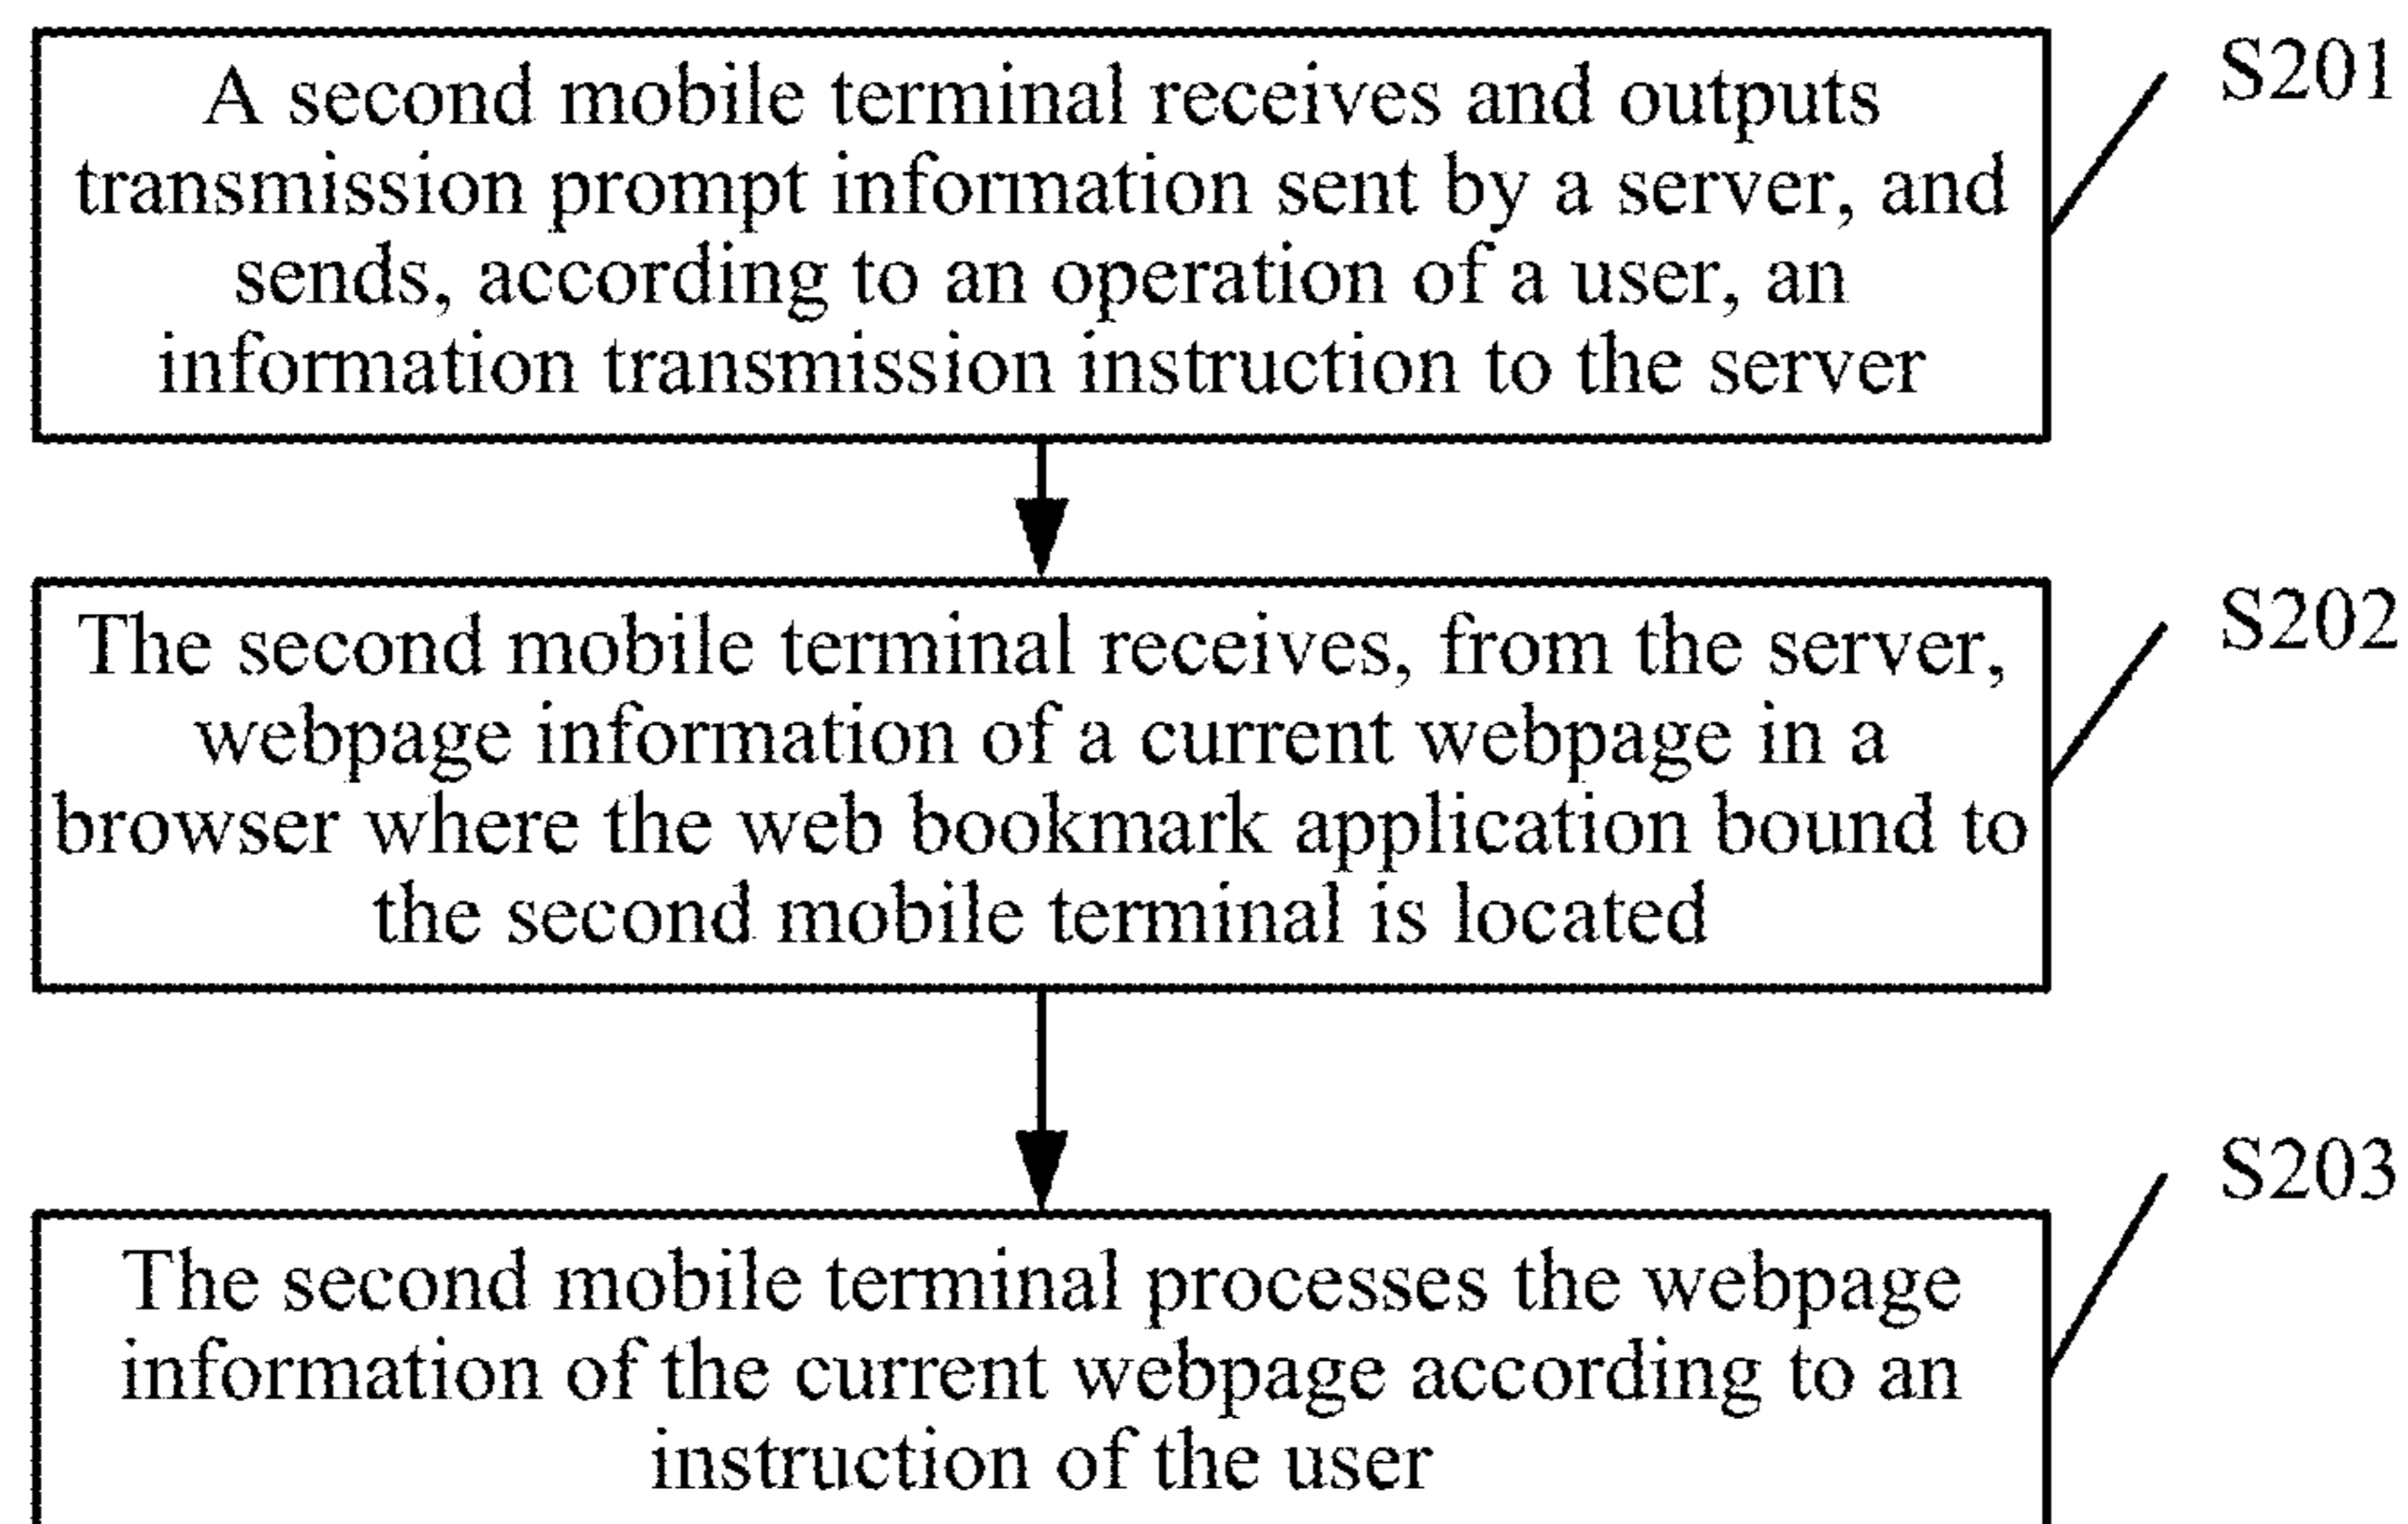 A second mobile terminal receives and outputs
transmission prompt information sent by a server, and
sends, according to an operation of a user, an
information transmission instruction to the server
S201
The second mobile terminal receives, from the server,
webpage information of a current webpage in a
browser where the web bookmark application bound to
the second mobile terminal is located
S202
The second mobile terminal processes the webpage
information of the current webpage according to an
instruction of the user
S203